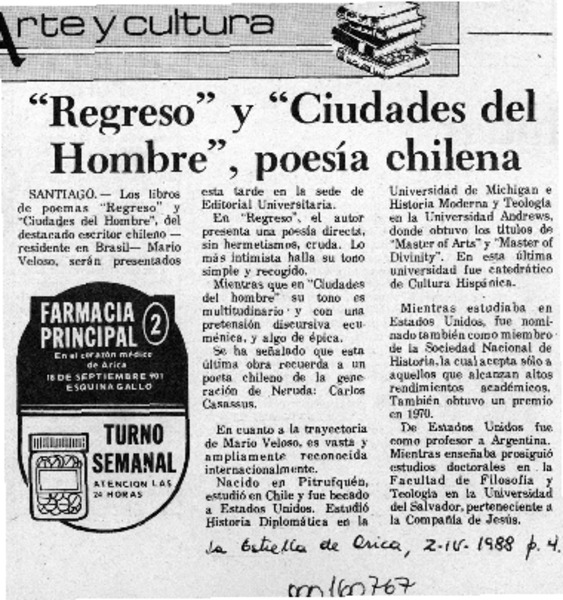 Arte y cultura
"Regreso" y "Ciudades del
Hombre", poesía chilena
SANTIAGO.— Los libros
de poemas "Regreso" y
"Ciudades del Hombre", del
destacado escritor chileno —
residente en Brasil— Mario
Veloso, serán presentados
esta tarde en la sede de
Editorial Universitaria.
En "Regreso", el autor
presenta una poesía directa,
sin hermetismos, cruda. Lo
más intimista halla su tono
simple y recogido.
Mientras que en "Ciudades
del hombre" su tono es
multitudinario y con una
pretensión discursiva ecu-
ménica, y algo de épica.
Se ha señalado que esta
última obra recuerda a un
poeta chileno de la gene-
ración de Neruda: Carlos
Casassus.
En cuanto a la trayectoria
de Mario Veloso, es vasta y
ampliamente reconocida
internacionalmente.
Nacido en Pitrufquén,
estudió en Chile y fue becado
a Estados Unidos. Estudió
Historia Diplomática en la
Universidad de Michigan e
Historia Moderna y Teología
en la Universidad Andrews,
donde obtuvo los títulos de
"Master of Arts" y "Master of
Divinity". En esta última
universidad fue catedrático
de Cultura Hispánica.
Mientras estudiaba en
Estados Unidos, fue nomi-
nado también como miembro
de la Sociedad Nacional de
Historia, la cual acepta sólo a
aquellos que alcanzan altos
rendimientos académicos.
También obtuvo un premio
en 1970.
De Estados Unidos fue
como profesor a Argentina.
Mientras enseñaba prosiguió
estudios doctorales en la
Facultad de Filosofía y
Teología en la Universidad
del Salvador, perteneciente a
la Compañía de Jesús.
FARMACIA
PRINCIPAL 2
En el corazón médico
de Arica
18 DE SEPTIEMBRE 901
ESQUINA GALLO
TURNO
SEMANAL
ATENCION LAS
24 HORAS
La Estrella de Arica, 2-IV-1988 p. 4.
000160767